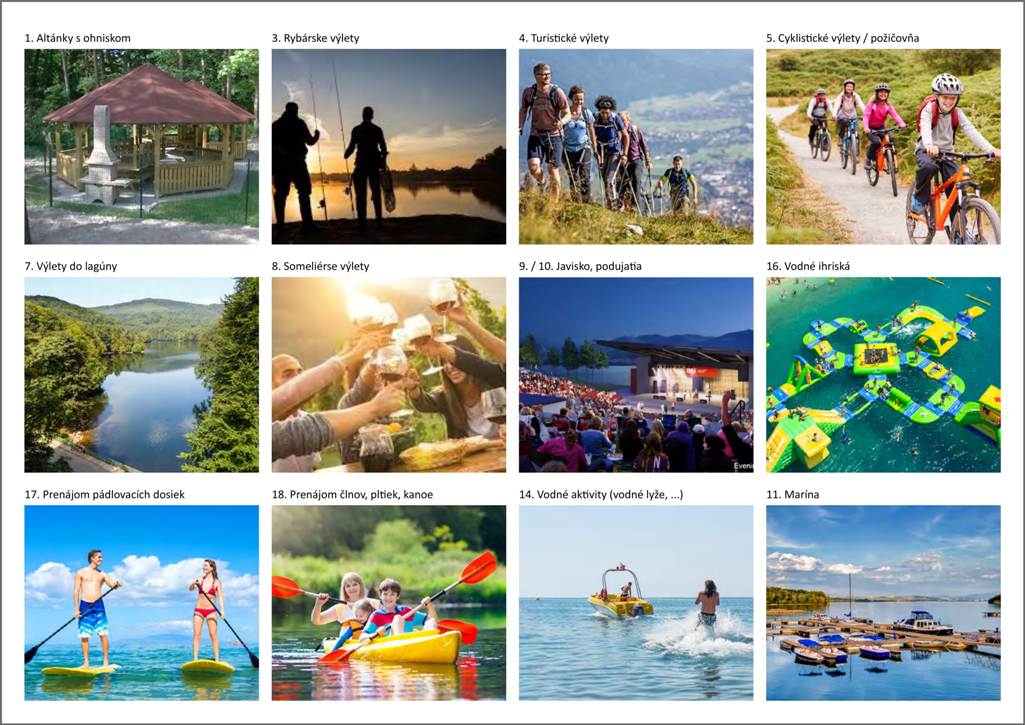 1. Altánky s ohniskom
3. Rybárske výlety
4. Turistické výlety
5. Cyklistické výlety / požičovňa
7. Výlety do lagúny
8. Someliérse výlety
9. / 10. Javisko, podujatia
16. Vodné ihriská
Evenin
17. Prenájom pádlovacích dosiek
18. Prenájom člnov, pltiek, kanoe
14. Vodné aktivity (vodné lyže, ...)
11. Marína